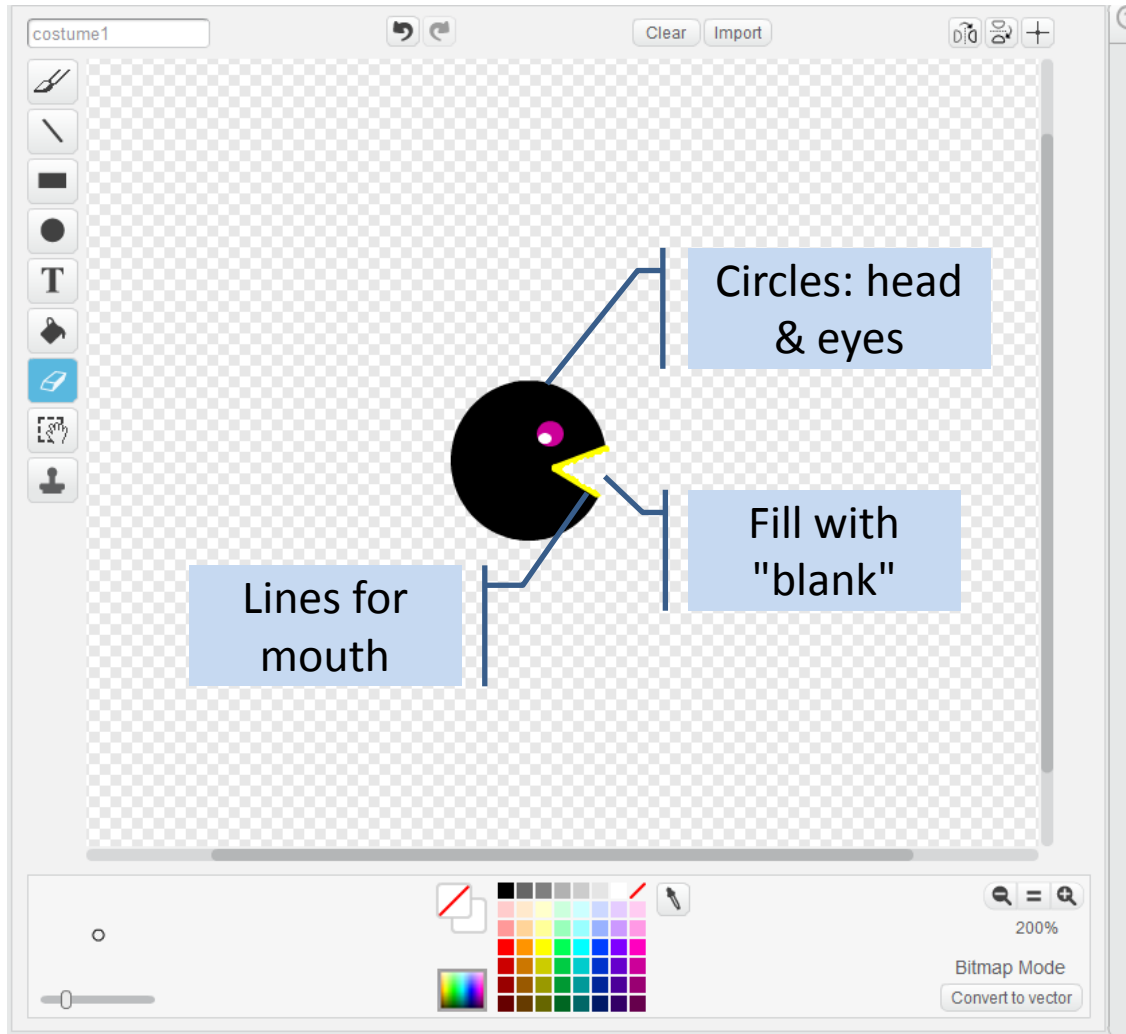 costume1
Clear
Import
T
Circles: head
& eyes
Fill with
"blank"
Lines for
mouth
200%
Bitmap Mode
Convert to vector